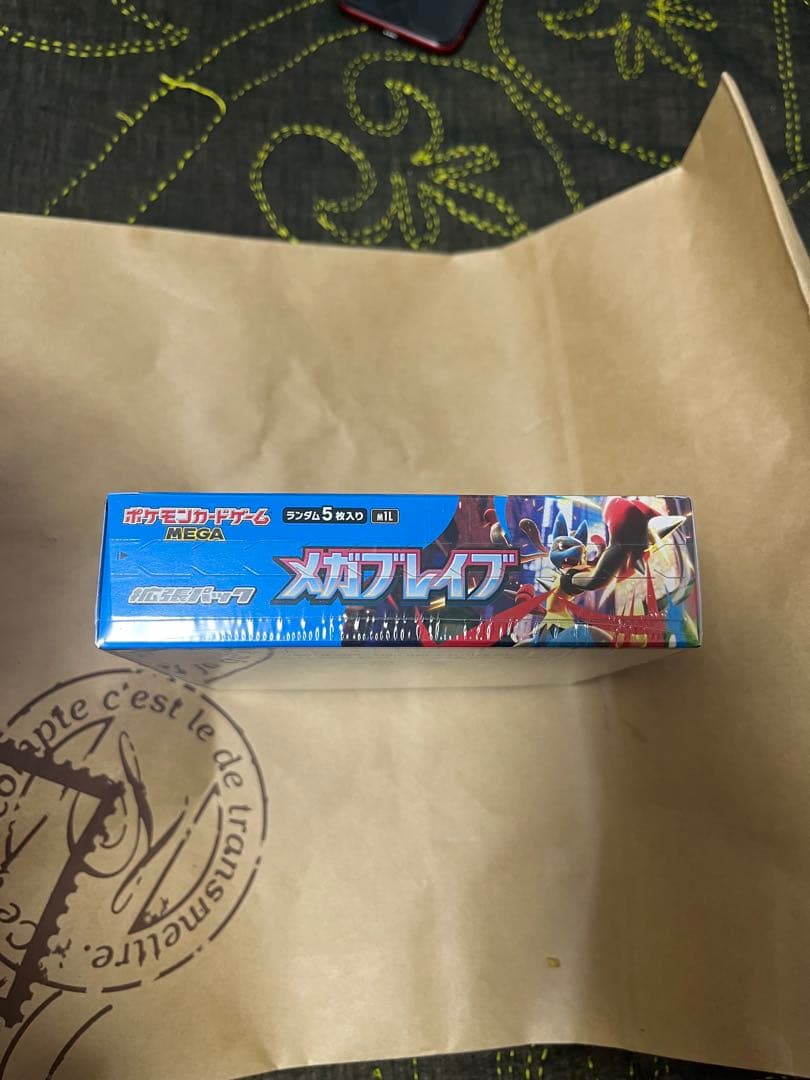 ポケモンカードゲーム
MEGA
ランダム5枚入り M1L
拡張パック
メガブレイブ
compte c'est le de transmettre.